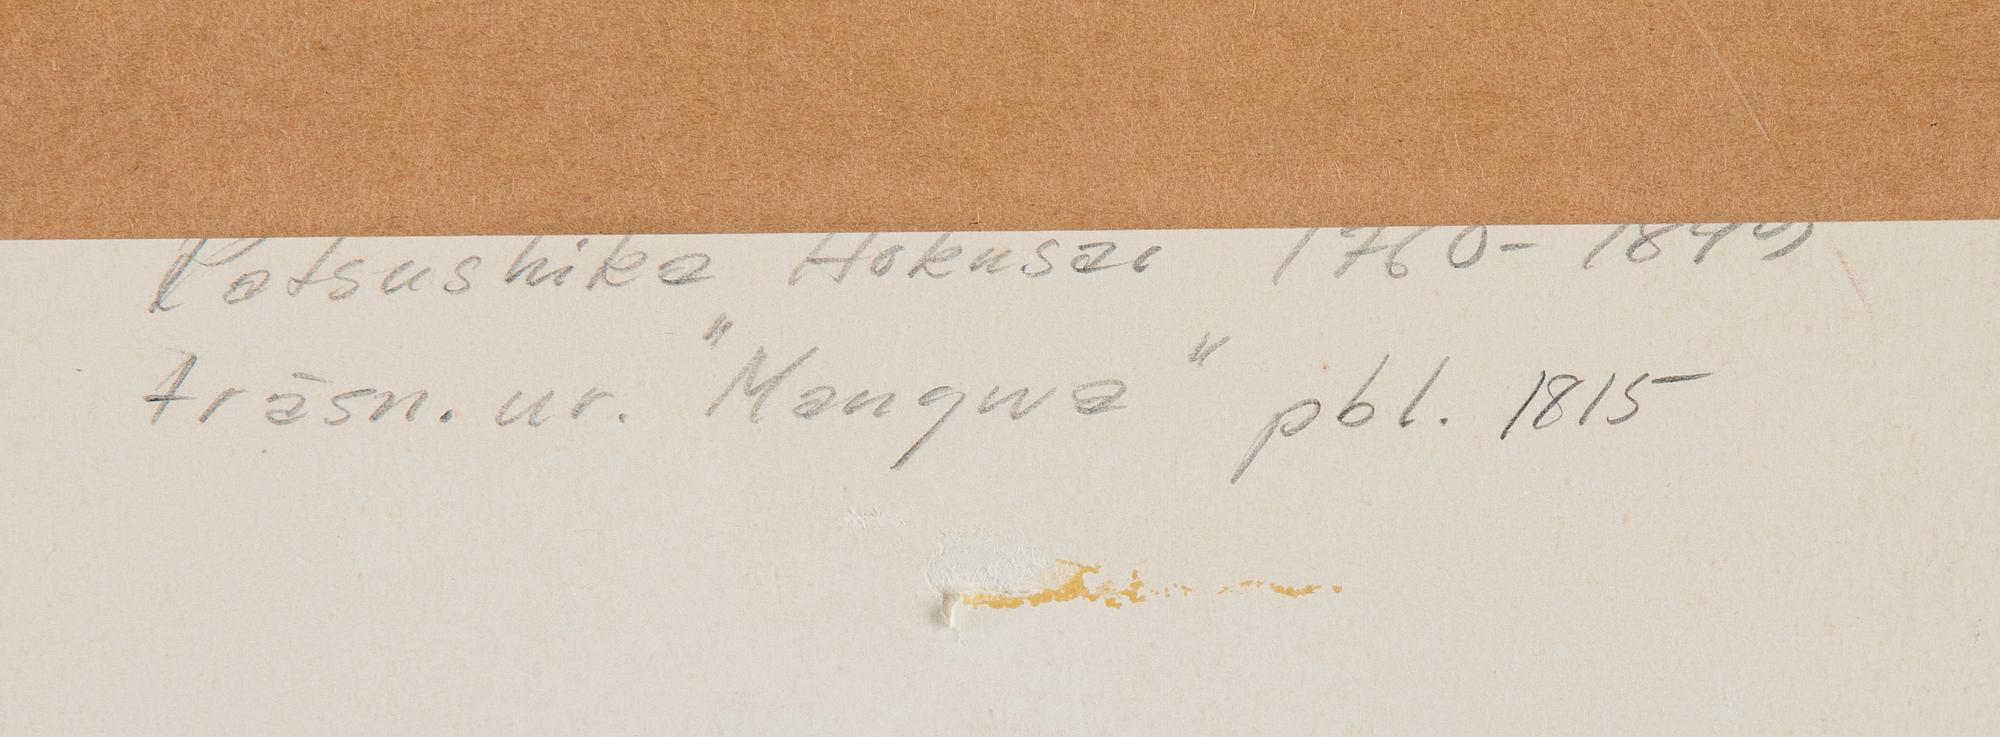 Katsushika Hokusai 1760-1849
träsn. ur. "Mangwa" pbl. 1815